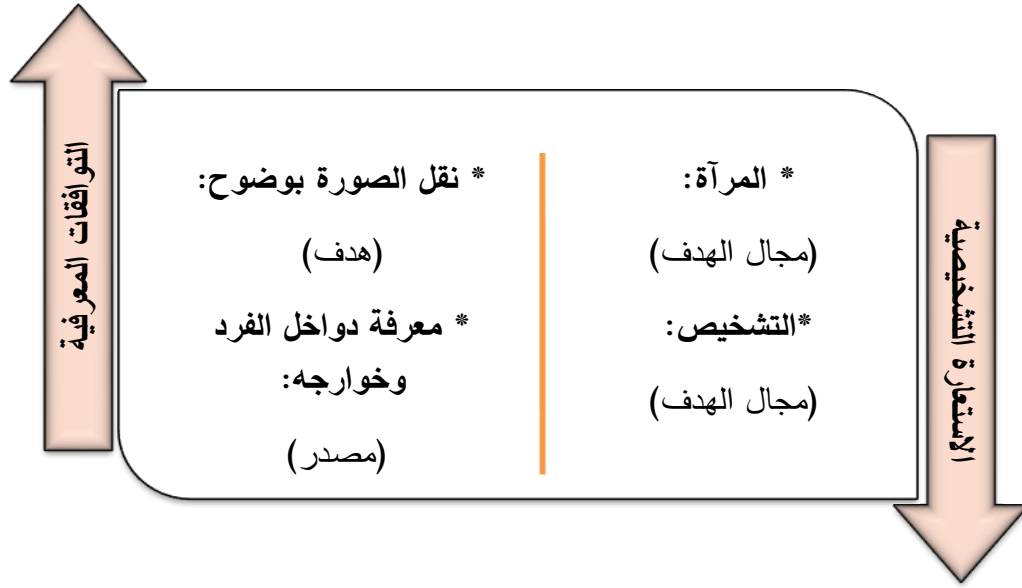 الاستعارة التشخيصية
* المرآة:
(مجال الهدف)
*التشخيص:
(مجال الهدف)
* نقل الصورة بوضوح:
(هدف)
* معرفة دواخل الفرد
وخوارجه:
(مصدر)
التوافقات المعرفية